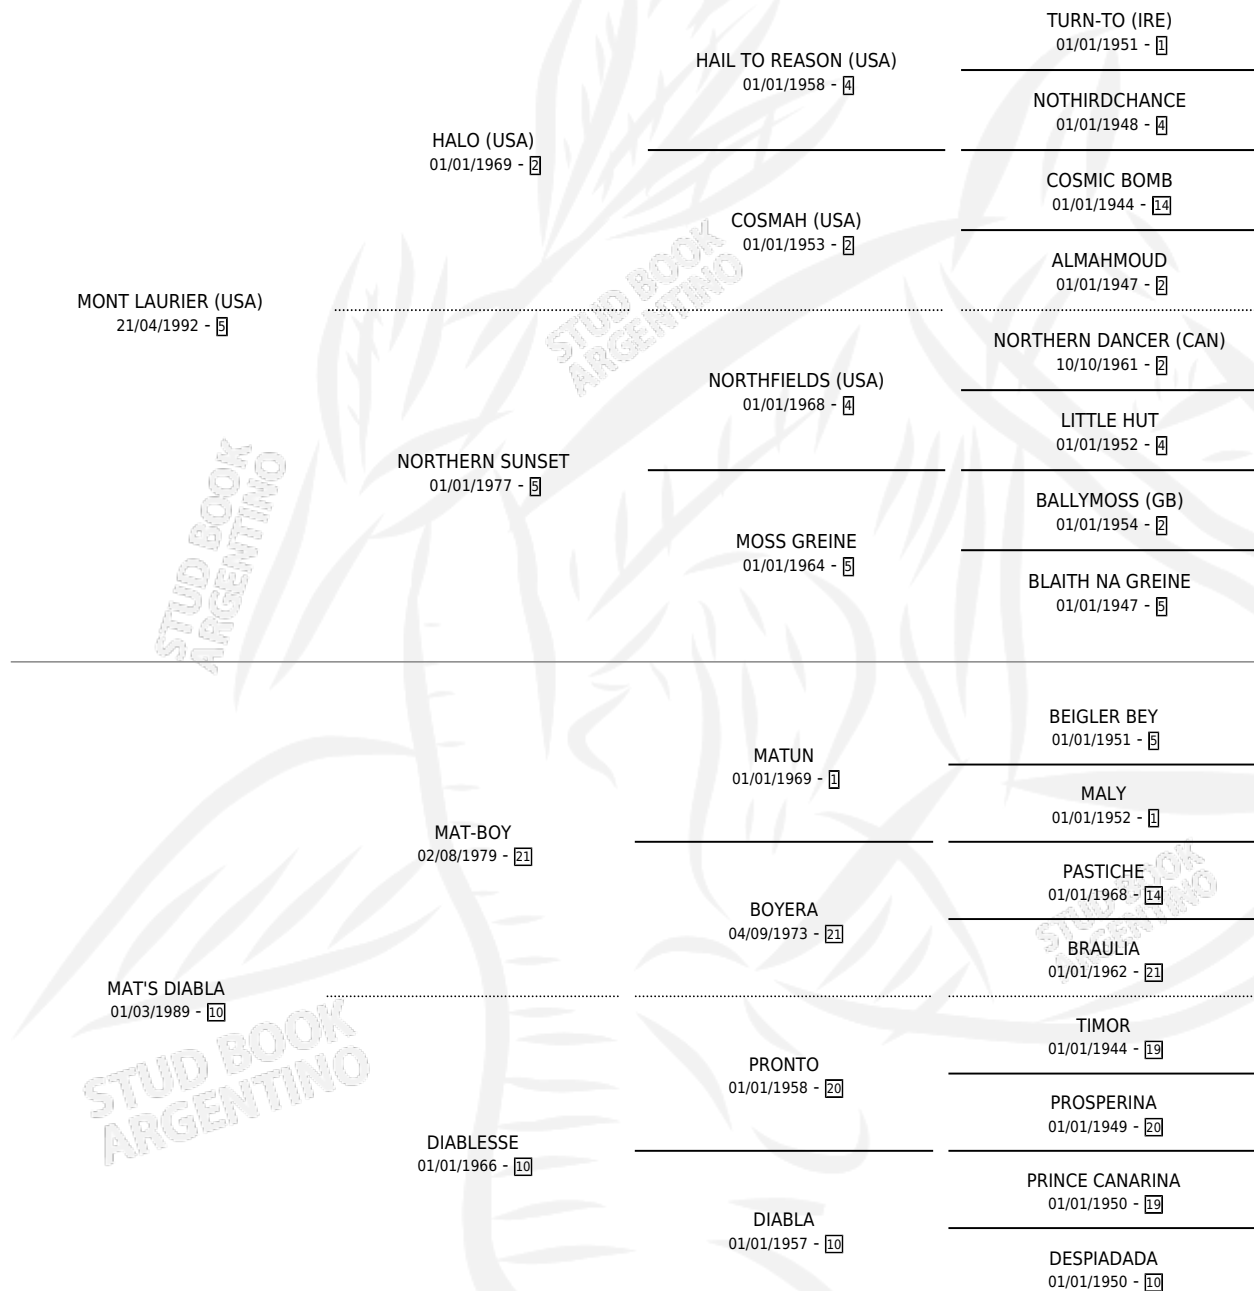 TURN-TO (IRE)
01/01/1951 - 1
HAIL TO REASON (USA)
01/01/1958 - 4
NOTHIRDCHANCE
01/01/1948 - 4
HALO (USA)
01/01/1969 - 2
COSMIC BOMB
01/01/1944 - 14
COSMAH (USA)
01/01/1953 - 2
ALMAHMOUD
01/01/1947 - 2
MONT LAURIER (USA)
21/04/1992 - 5
NORTHERN DANCER (CAN)
10/10/1961 - 2
NORTHFIELDS (USA)
01/01/1968 - 4
LITTLE HUT
01/01/1952 - 4
NORTHERN SUNSET
01/01/1977 - 5
BALLYMOSS (GB)
01/01/1954 - 2
MOSS GREINE
01/01/1964 - 5
BLAITH NA GREINE
01/01/1947 - 5
BEIGLER BEY
01/01/1951 - 5
MATUN
01/01/1969 - 1
MALY
01/01/1952 - 1
MAT-BOY
02/08/1979 - 21
PASTICHE
01/01/1968 - 14
BOYERA
04/09/1973 - 21
BRAULIA
01/01/1962 - 21
MAT'S DIABLA
01/03/1989 - 10
TIMOR
01/01/1944 - 19
PRONTO
01/01/1958 - 20
PROSPERINA
01/01/1949 - 20
DIABLESSE
01/01/1966 - 10
PRINCE CANARINA
01/01/1950 - 19
DIABLA
01/01/1957 - 10
DESPIADADA
01/01/1950 - 10
STUD BOOK
ARGENTINO
STUD BOOK
ARGENTINO
STUD BOOK
ARGENTINO
STUD BOOK
ARGENTINO